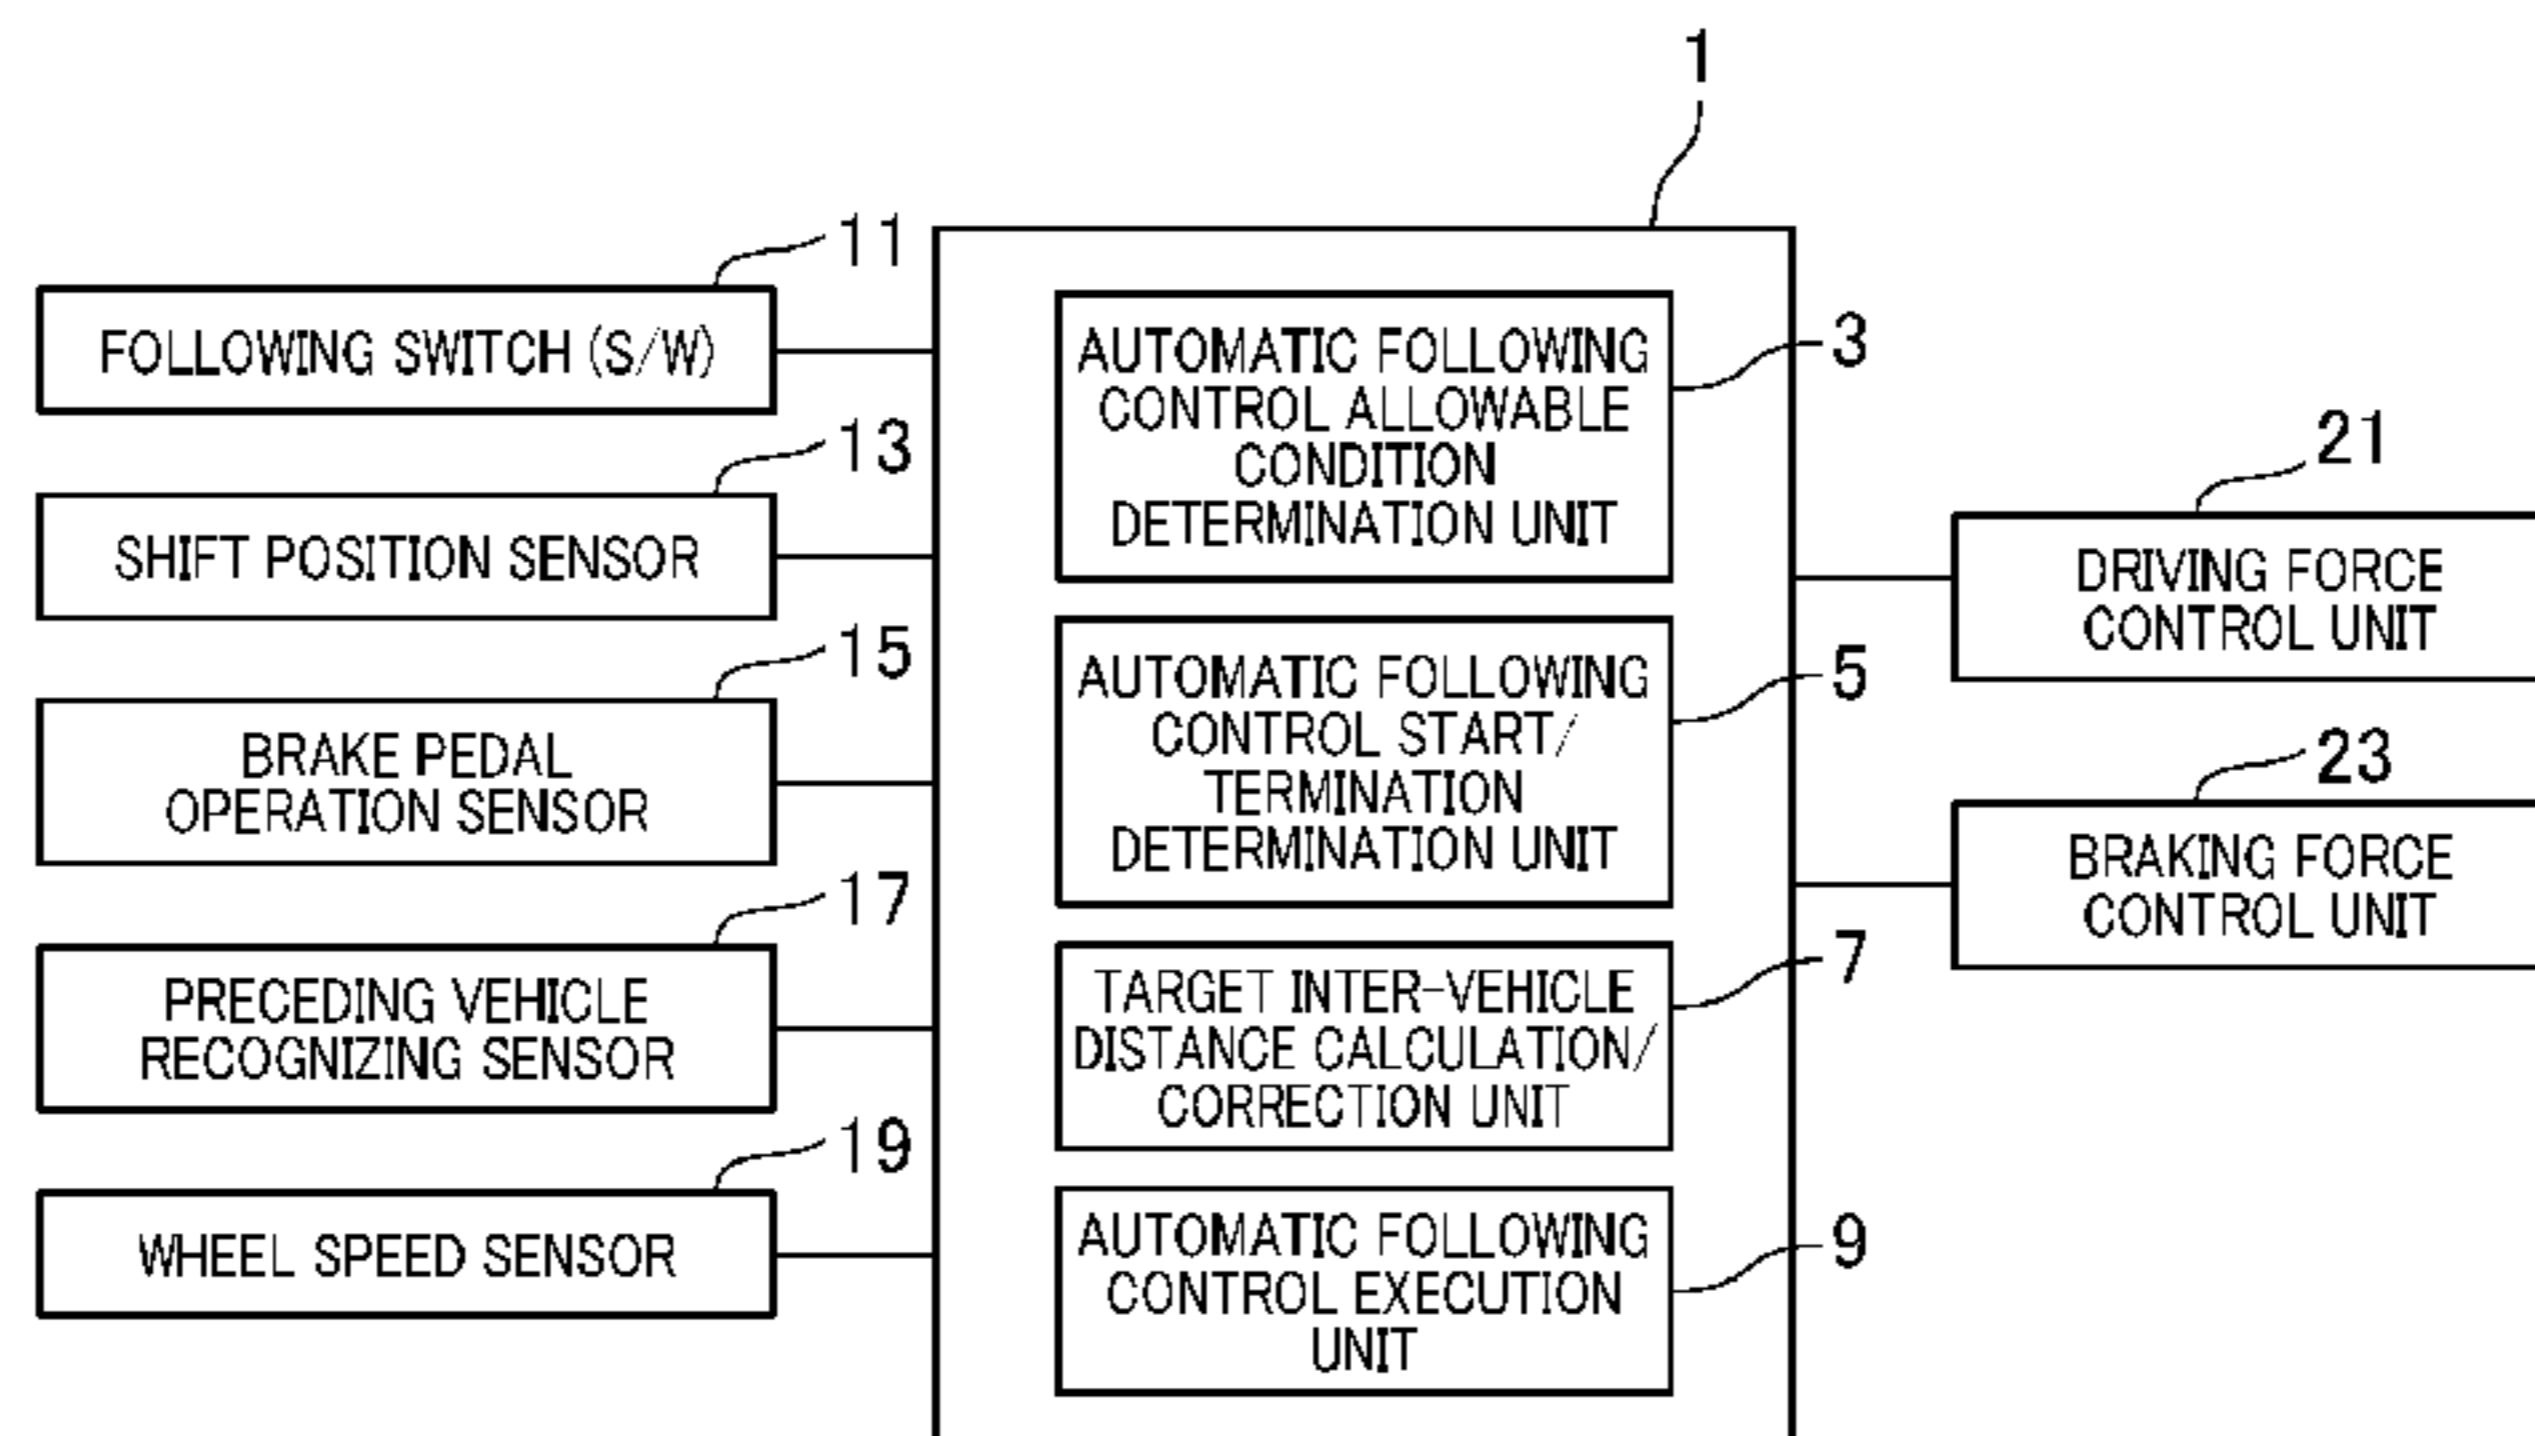 1
11
FOLLOWING SWITCH (S/W)
13
SHIFT POSITION SENSOR
15
BRAKE PEDAL
OPERATION SENSOR
17
PRECEDING VEHICLE
RECOGNIZING SENSOR
19
WHEEL SPEED SENSOR
3
AUTOMATIC FOLLOWING
CONTROL ALLOWABLE
CONDITION
DETERMINATION UNIT
5
AUTOMATIC FOLLOWING
CONTROL START/
TERMINATION
DETERMINATION UNIT
7
TARGET INTER-VEHICLE
DISTANCE CALCULATION/
CORRECTION UNIT
9
AUTOMATIC FOLLOWING
CONTROL EXECUTION
UNIT
21
DRIVING FORCE
CONTROL UNIT
23
BRAKING FORCE
CONTROL UNIT